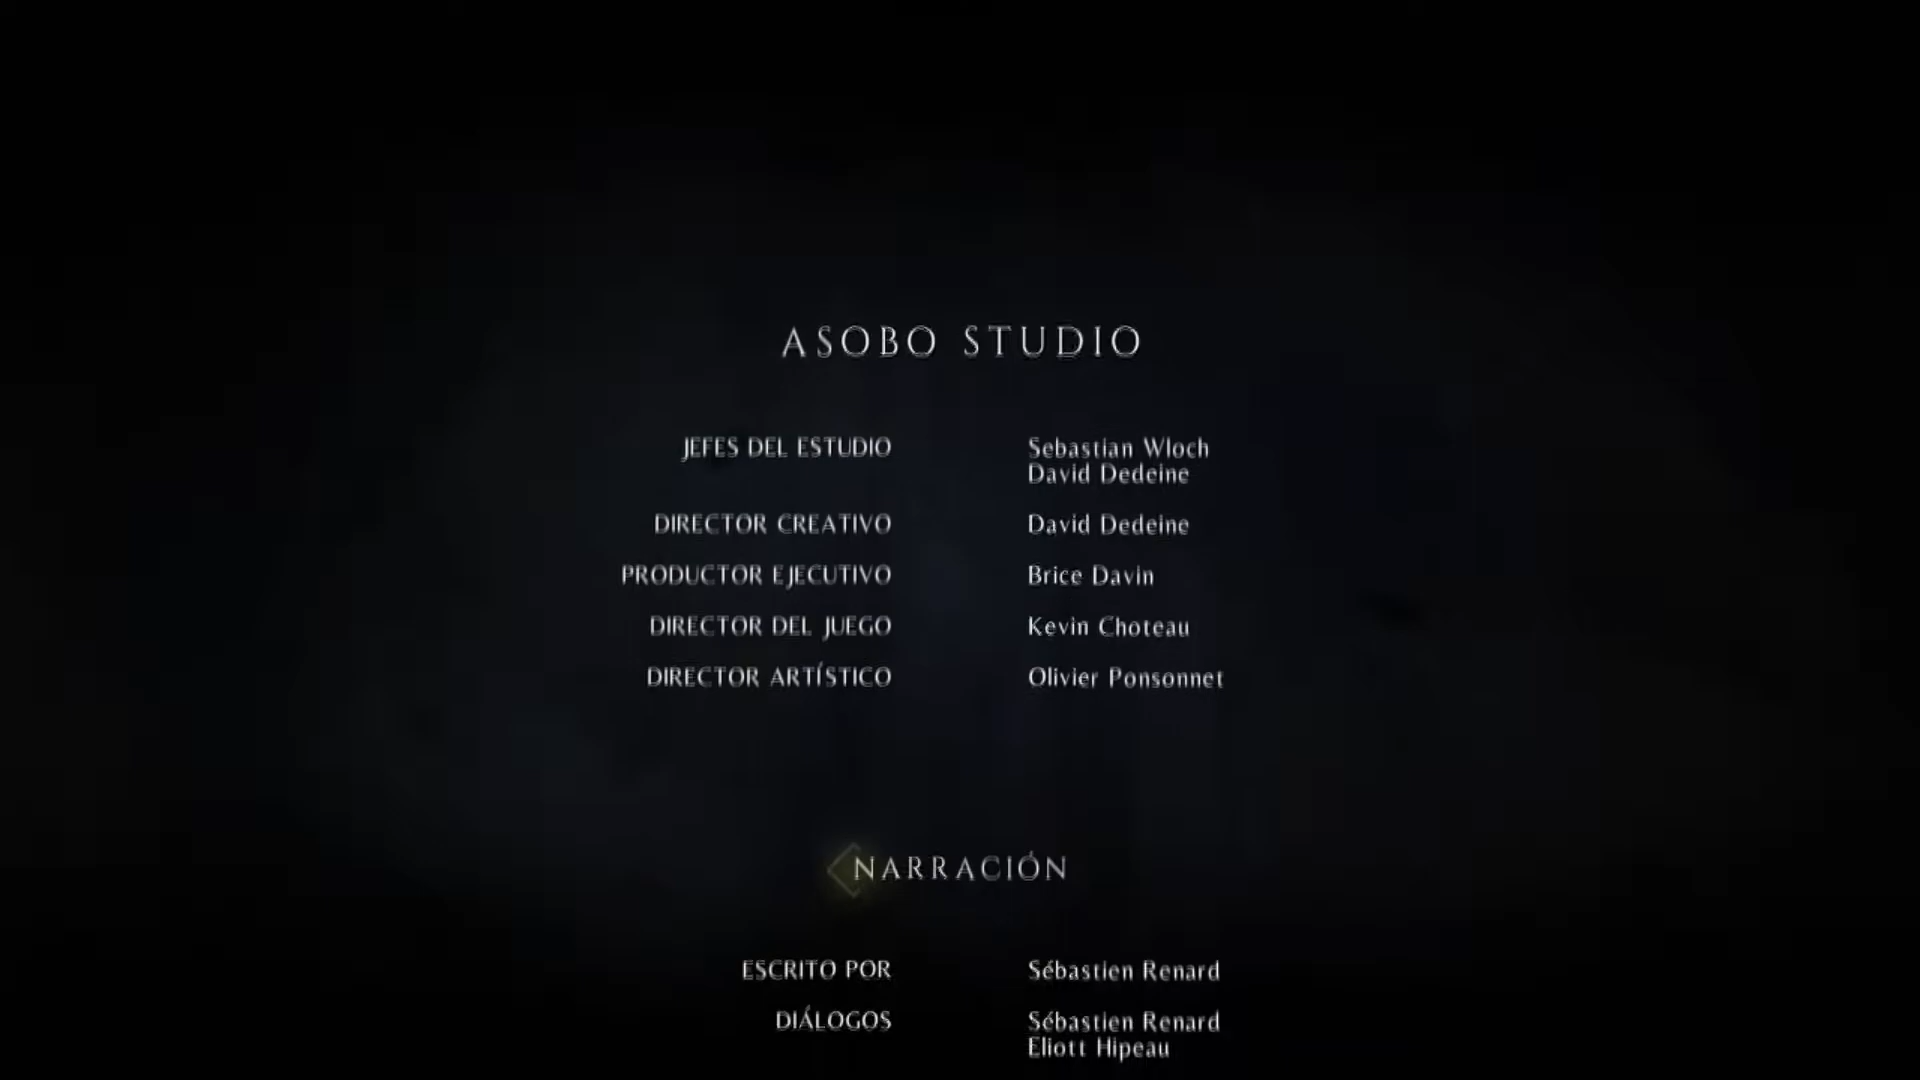 ASOBO STUDIO
JEFES DEL ESTUDIO Sebastian Wloch
David Dedeine
DIRECTOR CREATIVO David Dedeine
PRODUCTOR EJECUTIVO Brice Davin
DIRECTOR DEL JUEGO Kevin Choteau
DIRECTOR ARTÍSTICO Olivier Ponsonnet
NARRACIÓN
ESCRITO POR Sébastien Renard
DIÁLOGOS Sébastien Renard
Eliott Hipeau